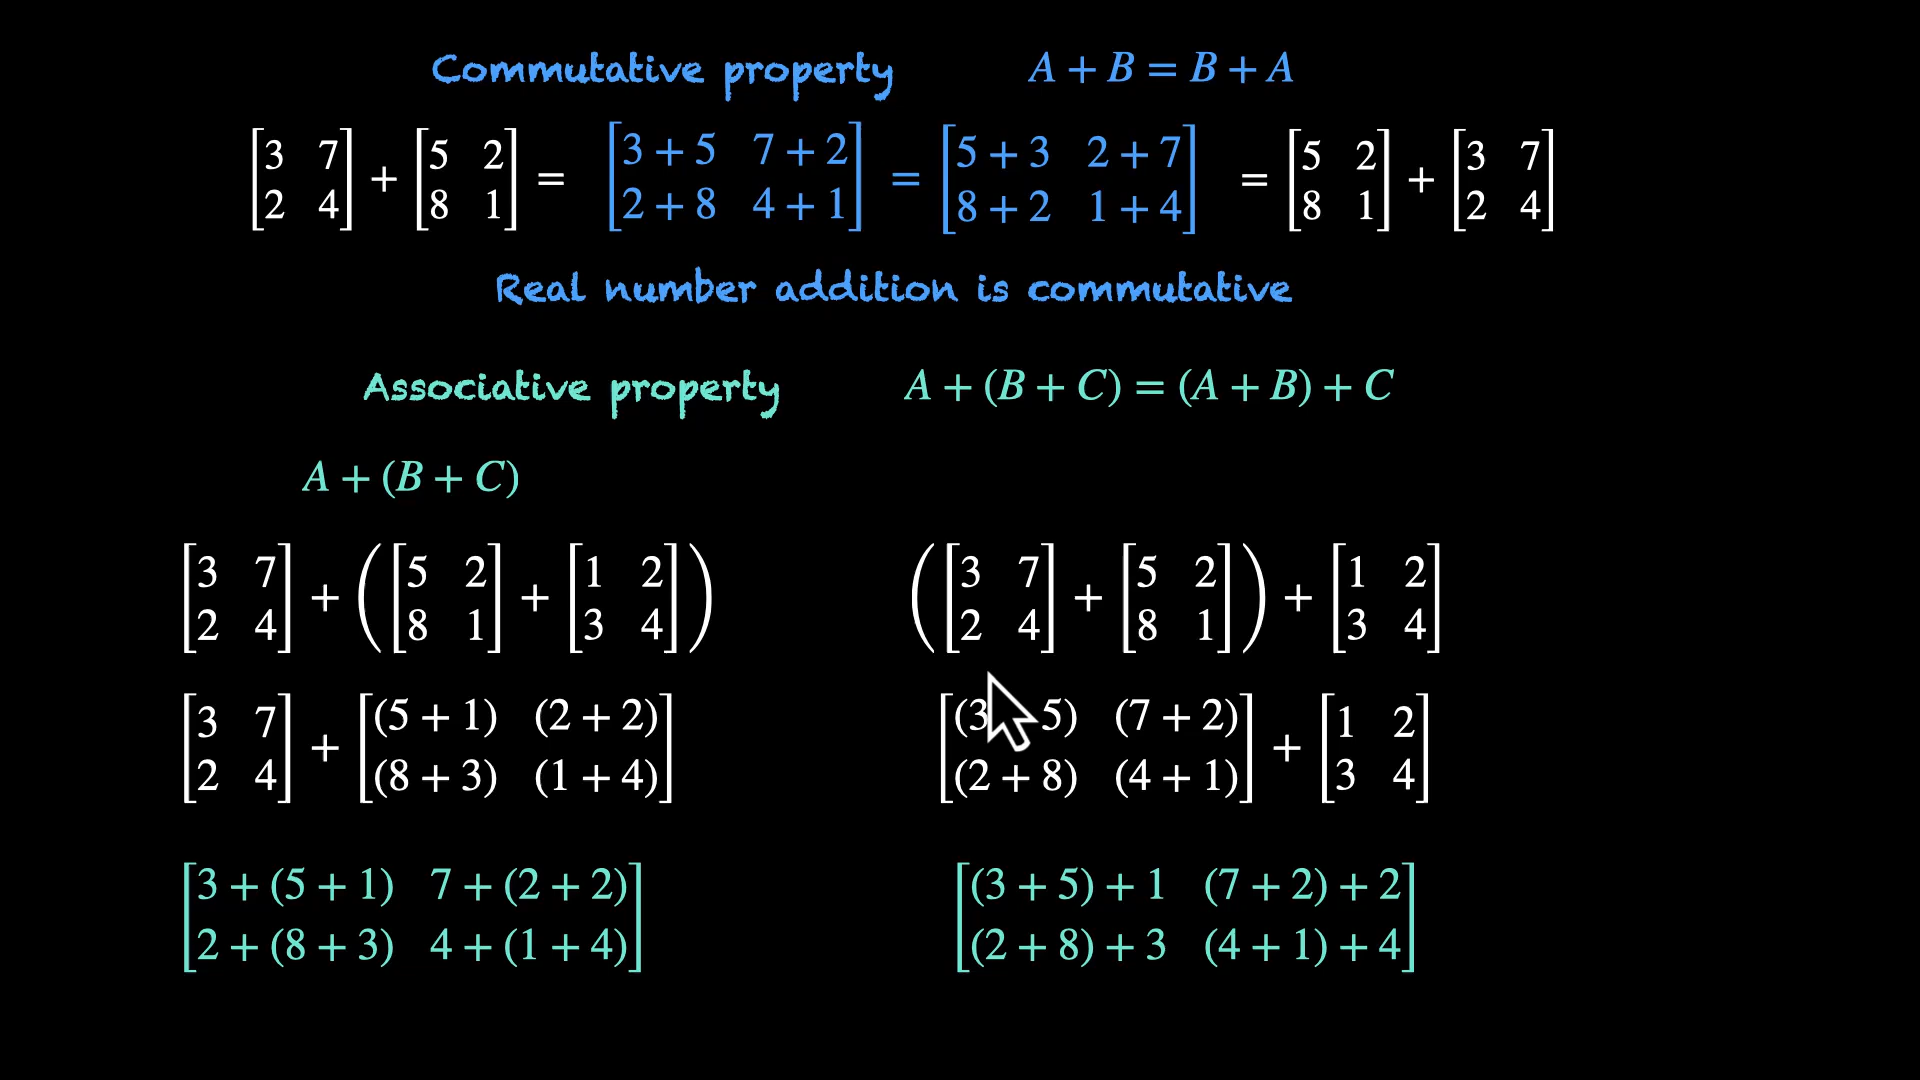 Commutative property A + B = B + A
[3 7] + [5 2] = [3 + 5 7 + 2] = [5 + 3 2 + 7] = [5 2] + [3 7]
[2 4] [8 1] [2 + 8 4 + 1] [8 + 2 1 + 4] [8 1] [2 4]
Real number addition is commutative
Associative property A + (B + C) = (A + B) + C
A + (B + C)
[3 7] + ([5 2] + [1 2]) ([3 7] + [5 2]) + [1 2]
[2 4] [8 1] [3 4] [2 4] [8 1] [3 4]
[3 7] + [(5 + 1) (2 + 2)] [(3 5) (7 + 2)] + [1 2]
[2 4] [(8 + 3) (1 + 4)] [(2 + 8) (4 + 1)] [3 4]
[3 + (5 + 1) 7 + (2 + 2)] [(3 + 5) + 1 (7 + 2) + 2]
[2 + (8 + 3) 4 + (1 + 4)] [(2 + 8) + 3 (4 + 1) + 4]